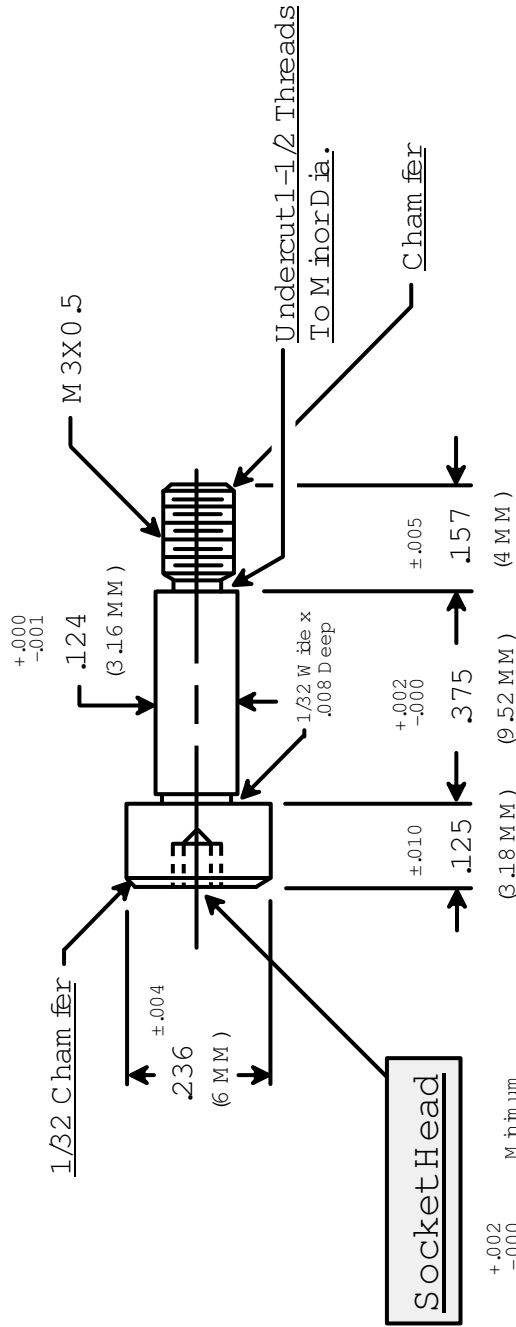 1/32 Chamfer
±.004
.236
(6 MM)
+.000
-.001
.124
(3.16 MM)
M3X0.5
Undercut 1-1/2 Threads
To Minor Dia.
Chamfer
1/32 Wide x
.008 Deep
±.010
.125
(3.18 MM)
+.002
-.000
.375
(9.52 MM)
±.005
.157
(4 MM)
Socket Head
+.002
-.000
Minimum